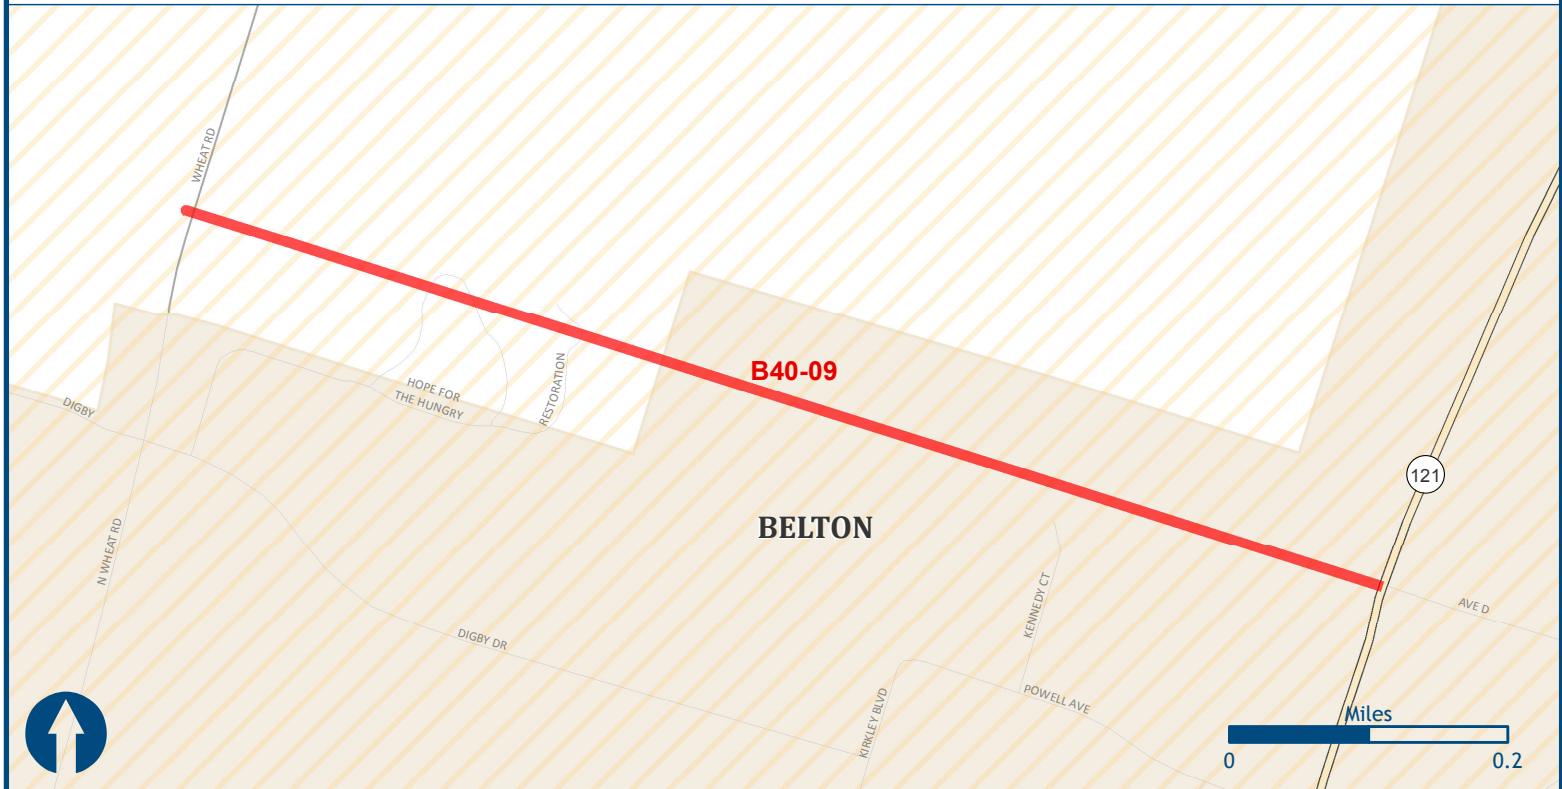 WHEAT RD
B40-09
HOPE FOR
THE HUNGRY
RESTORATION
DIGBY
121
BELTON
N WHEAT RD
KENNEDY CT
AVE D
DIGBY DR
POWELL AVE
KIRKLEY BLVD
Miles
0
0.2